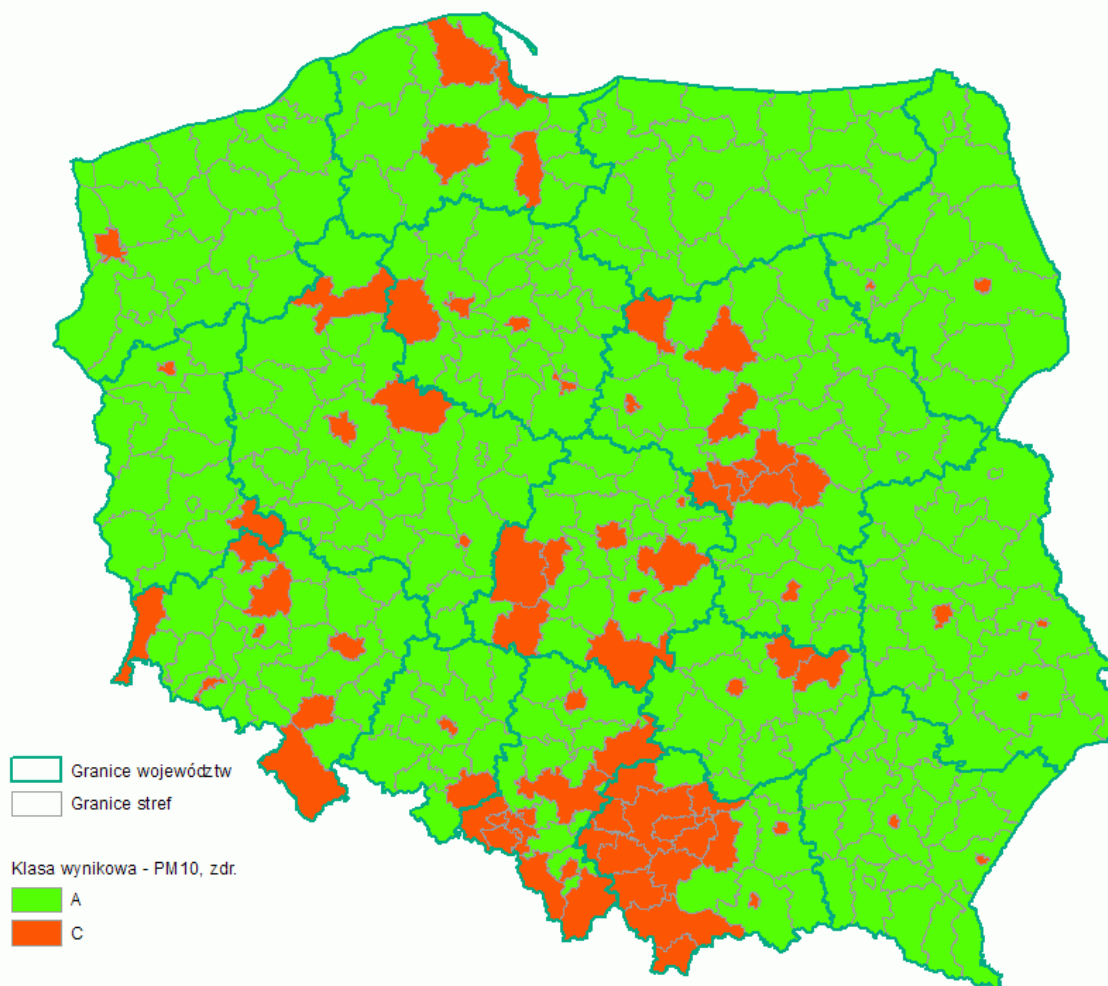 Granice województw
Granice stref
Klasa wynikowa - PM10, zdr.
A
C